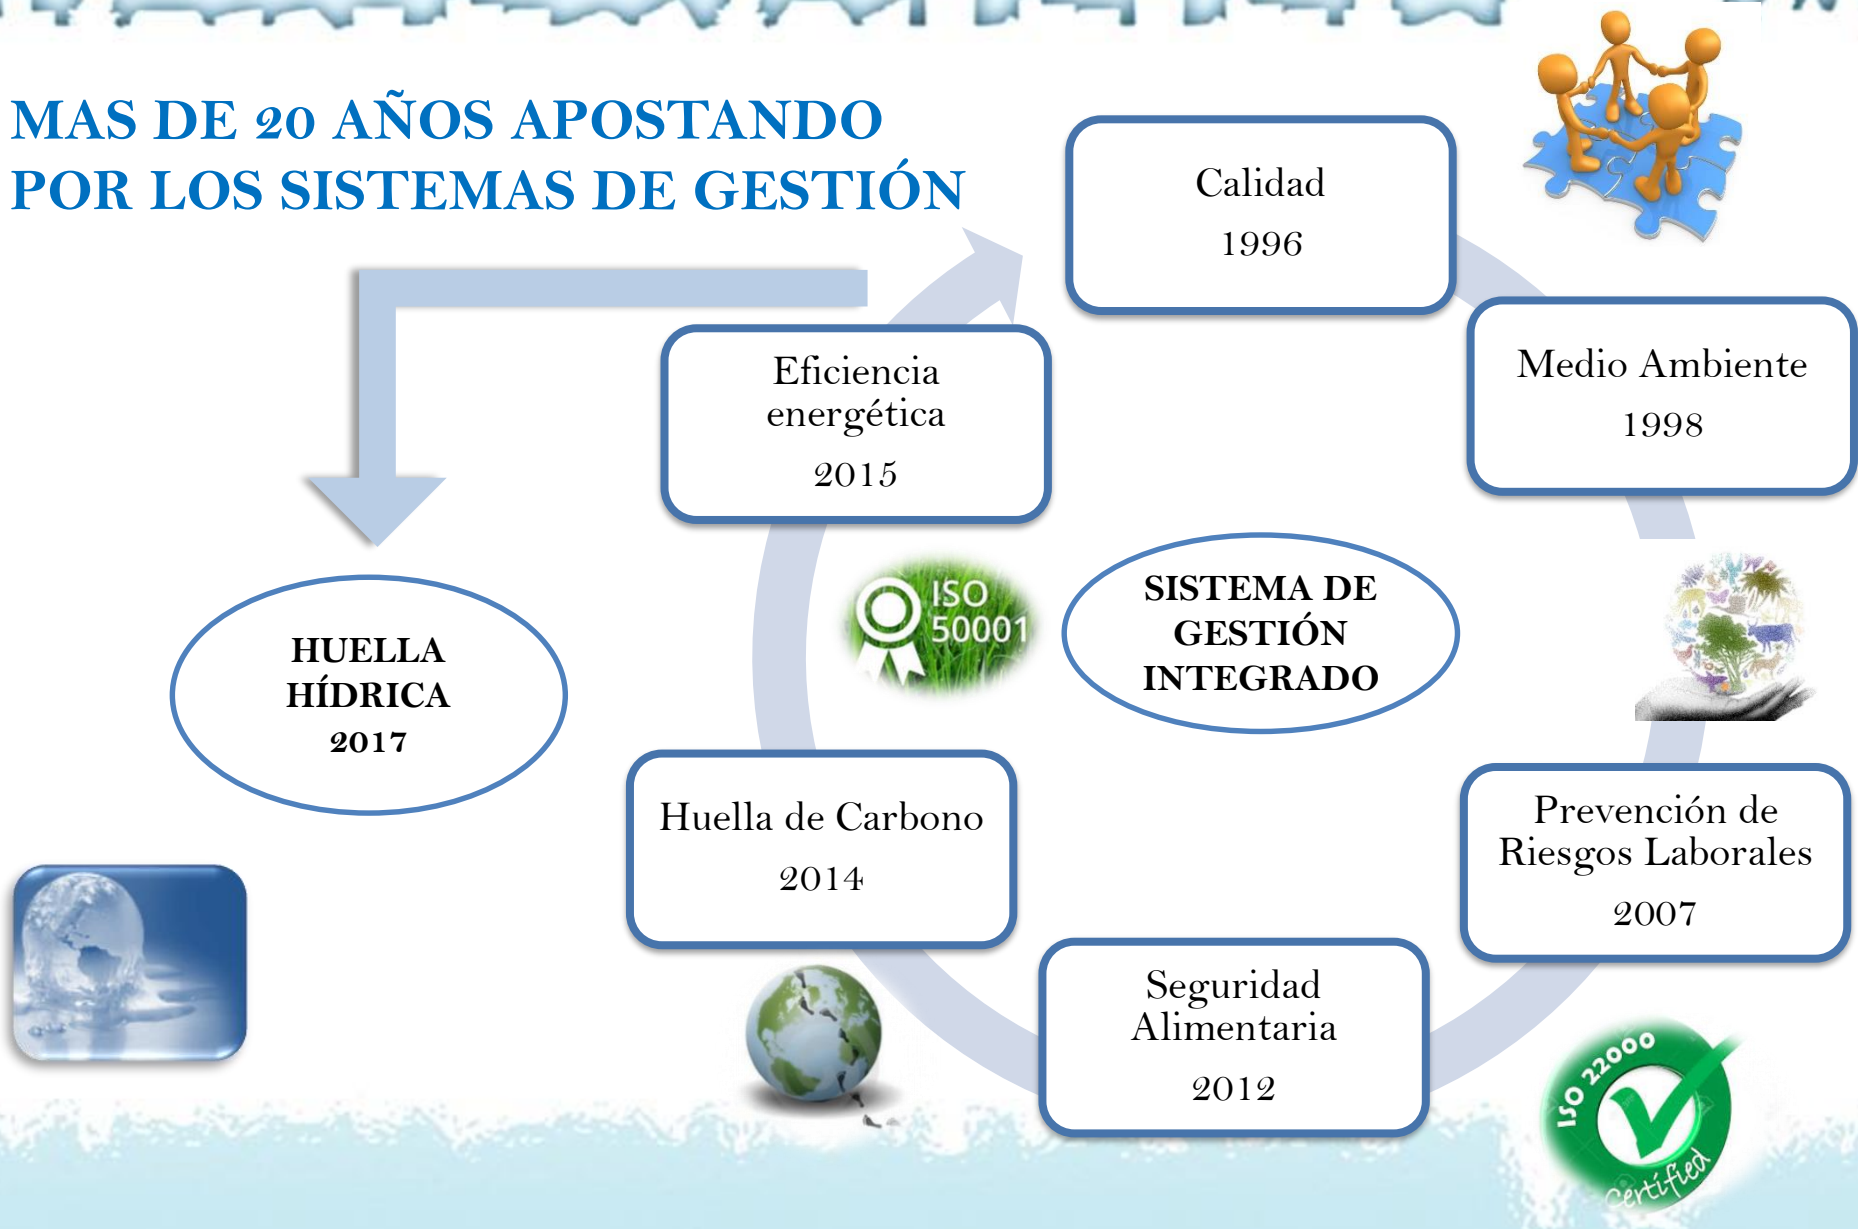 MAS DE 20 AÑOS APOSTANDO
POR LOS SISTEMAS DE GESTIÓN
Calidad
1996
Medio Ambiente
1998
Prevención de
Riesgos Laborales
2007
Seguridad
Alimentaria
2012
Huella de Carbono
2014
Eficiencia
energética
2015
ISO
50001
SISTEMA DE
GESTIÓN
INTEGRADO
HUELLA
HÍDRICA
2017
ISO 22000
Certified